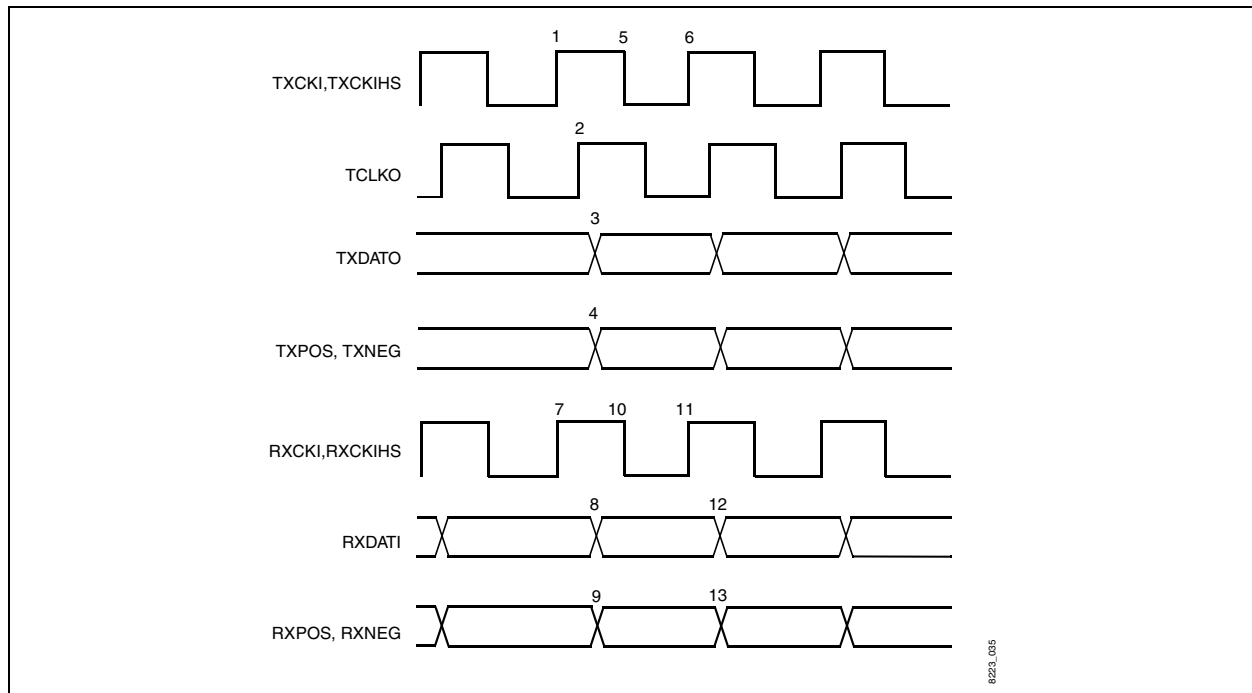 1 5 6
TXCKI,TXCKIHS
2
TCLKO
3
TXDATO
4
TXPOS, TXNEG
7 10 11
RXCKI,RXCKIHS
8 12
RXDATI
9 13
RXPOS, RXNEG
8223_035